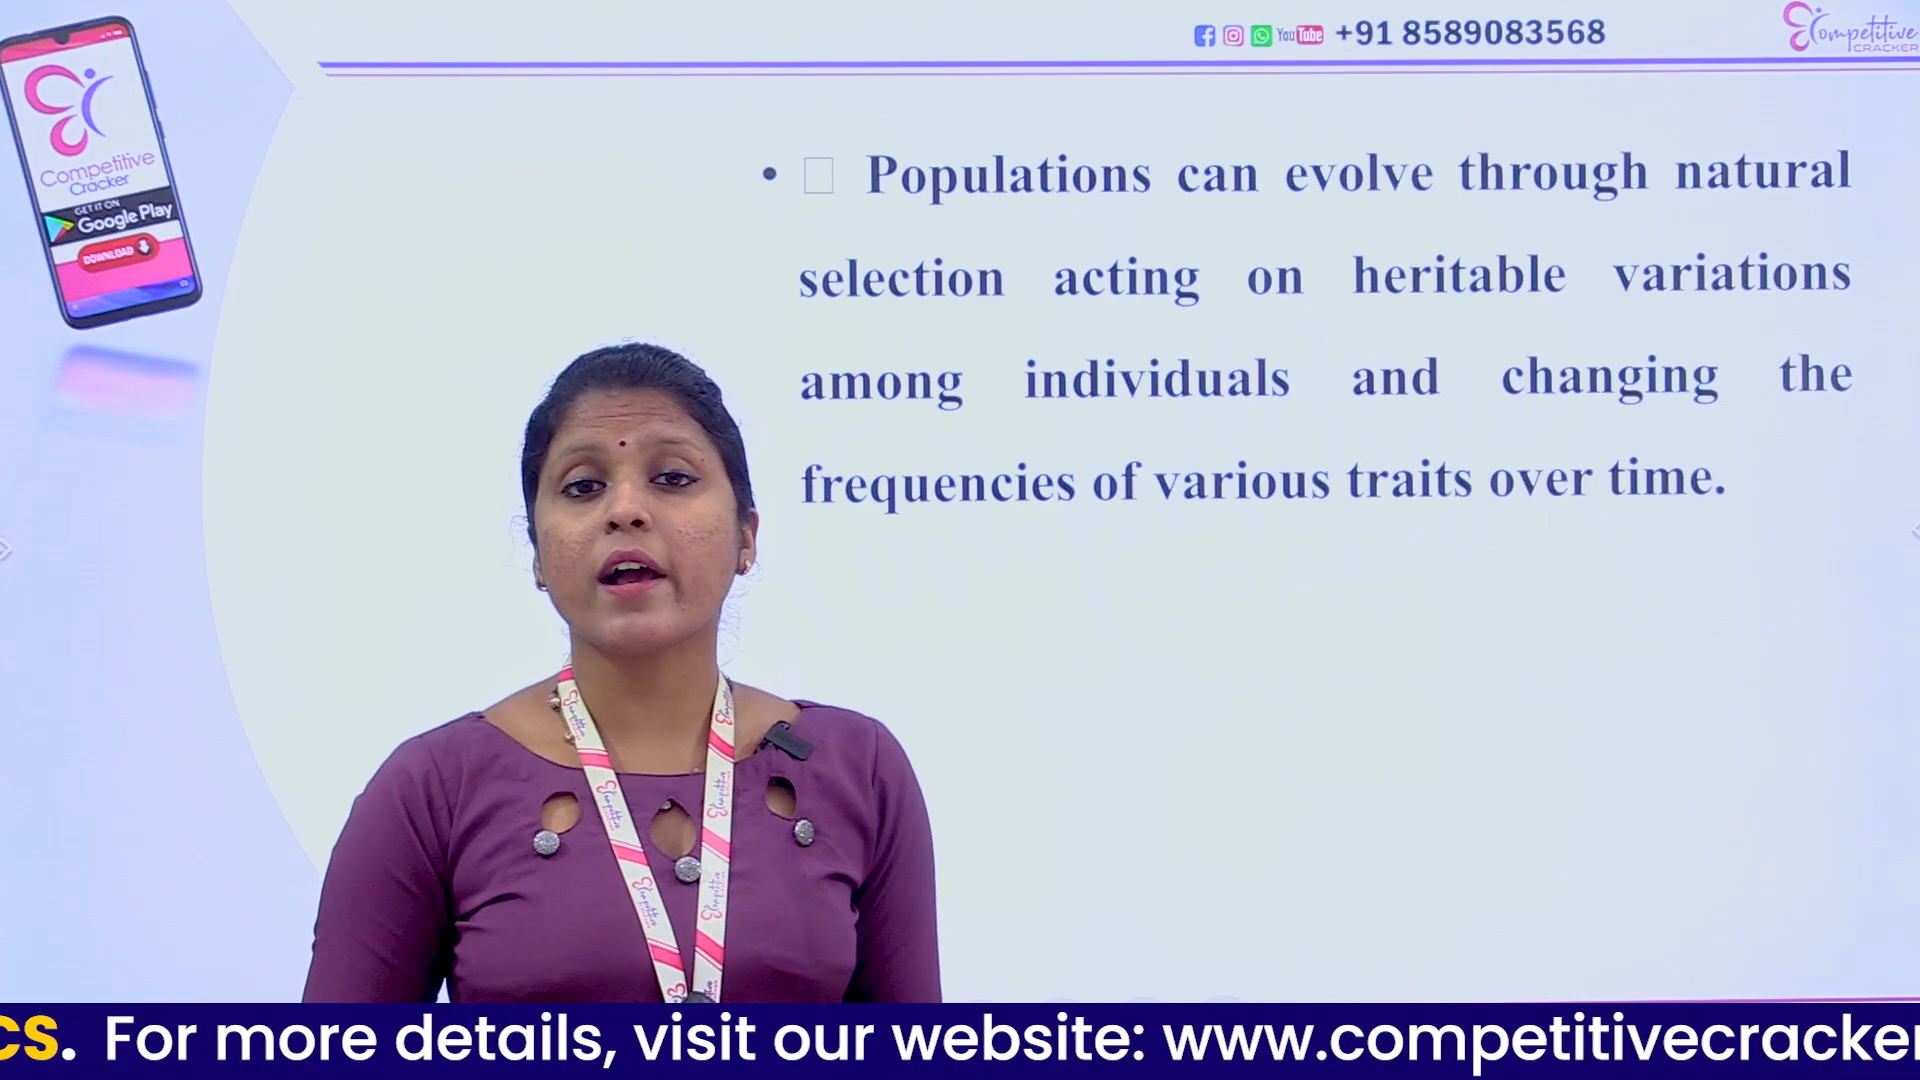 You Tube +91 8589083568
Competitive
CRACKER
Competitive
Cracker
GET IT ON
Google Play
DOWNLOAD
• Populations can evolve through natural
selection acting on heritable variations
among individuals and changing the
frequencies of various traits over time.
cs. For more details, visit our website: www.competitivecracker